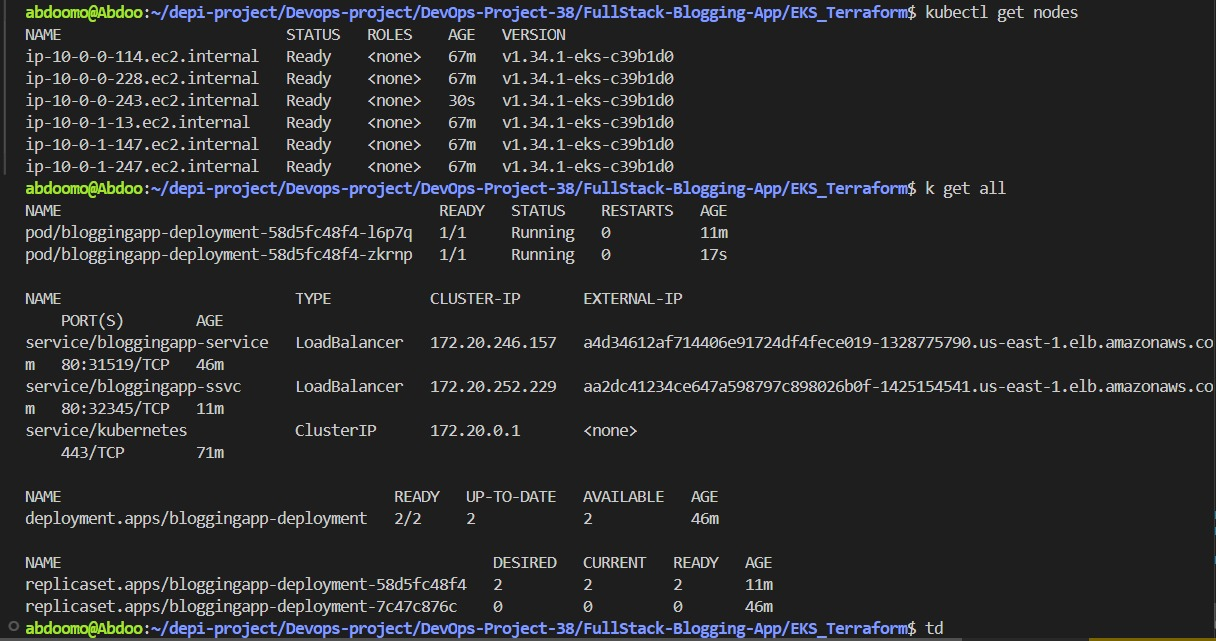 abdoomo@Abdoo:~/depi-project/Devops-project/DevOps-Project-38/FullStack-Blogging-App/EKS_Terraform$ kubectl get nodes
NAME                         STATUS   ROLES    AGE   VERSION
ip-10-0-0-114.ec2.internal   Ready    <none>   67m   v1.34.1-eks-c39b1d0
ip-10-0-0-228.ec2.internal   Ready    <none>   67m   v1.34.1-eks-c39b1d0
ip-10-0-0-243.ec2.internal   Ready    <none>   30s   v1.34.1-eks-c39b1d0
ip-10-0-1-13.ec2.internal    Ready    <none>   67m   v1.34.1-eks-c39b1d0
ip-10-0-1-147.ec2.internal   Ready    <none>   67m   v1.34.1-eks-c39b1d0
ip-10-0-1-247.ec2.internal   Ready    <none>   67m   v1.34.1-eks-c39b1d0
abdoomo@Abdoo:~/depi-project/Devops-project/DevOps-Project-38/FullStack-Blogging-App/EKS_Terraform$ k get all
NAME                                          READY   STATUS    RESTARTS   AGE
pod/bloggingapp-deployment-58d5fc48f4-l6p7q   1/1     Running   0          11m
pod/bloggingapp-deployment-58d5fc48f4-zkrnp   1/1     Running   0          17s
NAME                          TYPE           CLUSTER-IP       EXTERNAL-IP
    PORT(S)        AGE
service/bloggingapp-service   LoadBalancer   172.20.246.157   a4d34612af714406e91724df4fece019-1328775790.us-east-1.elb.amazonaws.co
m   80:31519/TCP   46m
service/bloggingapp-ssvc      LoadBalancer   172.20.252.229   aa2dc41234ce647a598797c898026b0f-1425154541.us-east-1.elb.amazonaws.co
m   80:32345/TCP   11m
service/kubernetes            ClusterIP      172.20.0.1       <none>
    443/TCP        71m
NAME                                     READY   UP-TO-DATE   AVAILABLE   AGE
deployment.apps/bloggingapp-deployment   2/2     2            2           46m
NAME                                                DESIRED   CURRENT   READY   AGE
replicaset.apps/bloggingapp-deployment-58d5fc48f4   2         2         2       11m
replicaset.apps/bloggingapp-deployment-7c47c876c    0         0         0       46m
abdoomo@Abdoo:~/depi-project/Devops-project/DevOps-Project-38/FullStack-Blogging-App/EKS_Terraform$ td